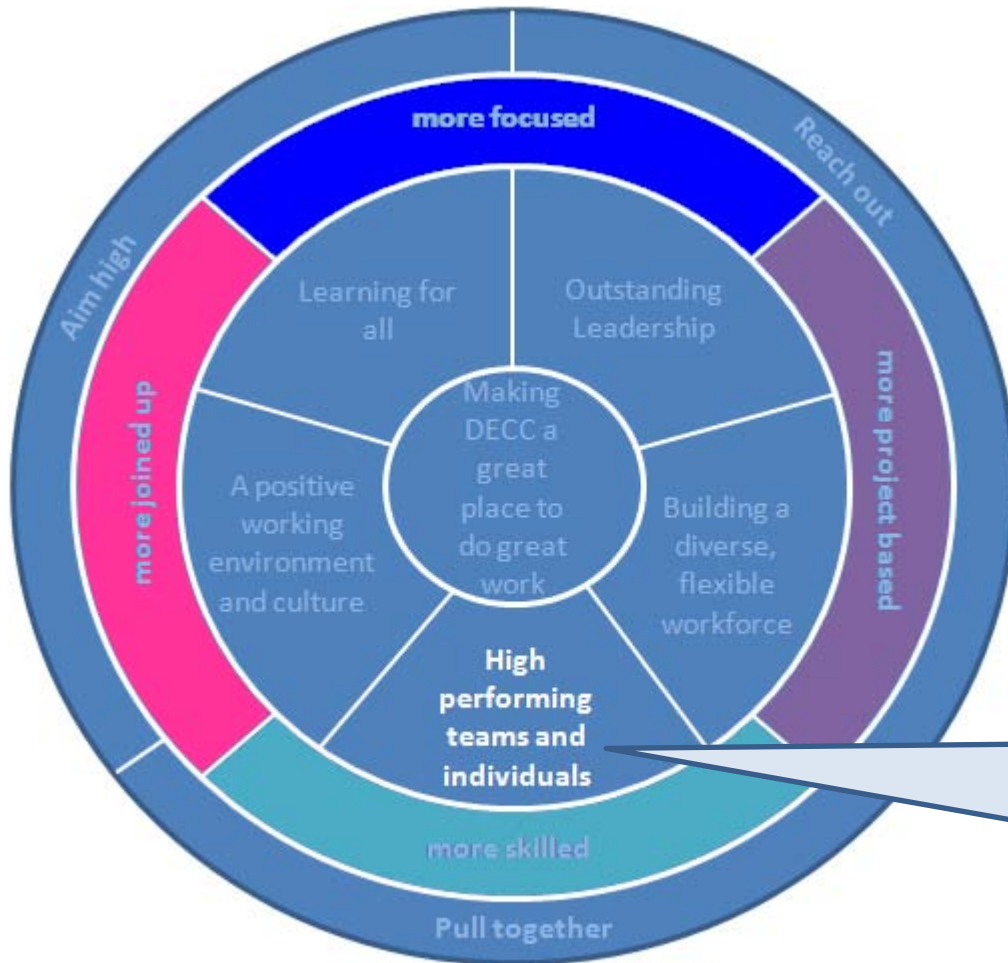 more focused
Reach out
Aim high
Learning for
all
Outstanding
Leadership
more joined up
more project based
Making
DECC a
great
place to
do great
work
A positive
working
environment
and culture
Building a
diverse,
flexible
workforce
High
performing
teams and
individuals
more skilled
Pull together